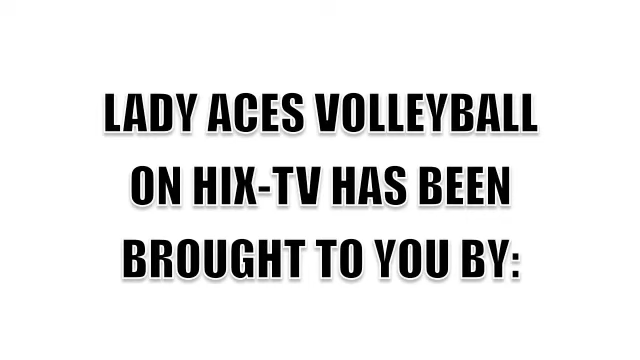 LADY ACES VOLLEYBALL
ON HIX-TV HAS BEEN
BROUGHT TO YOU BY: